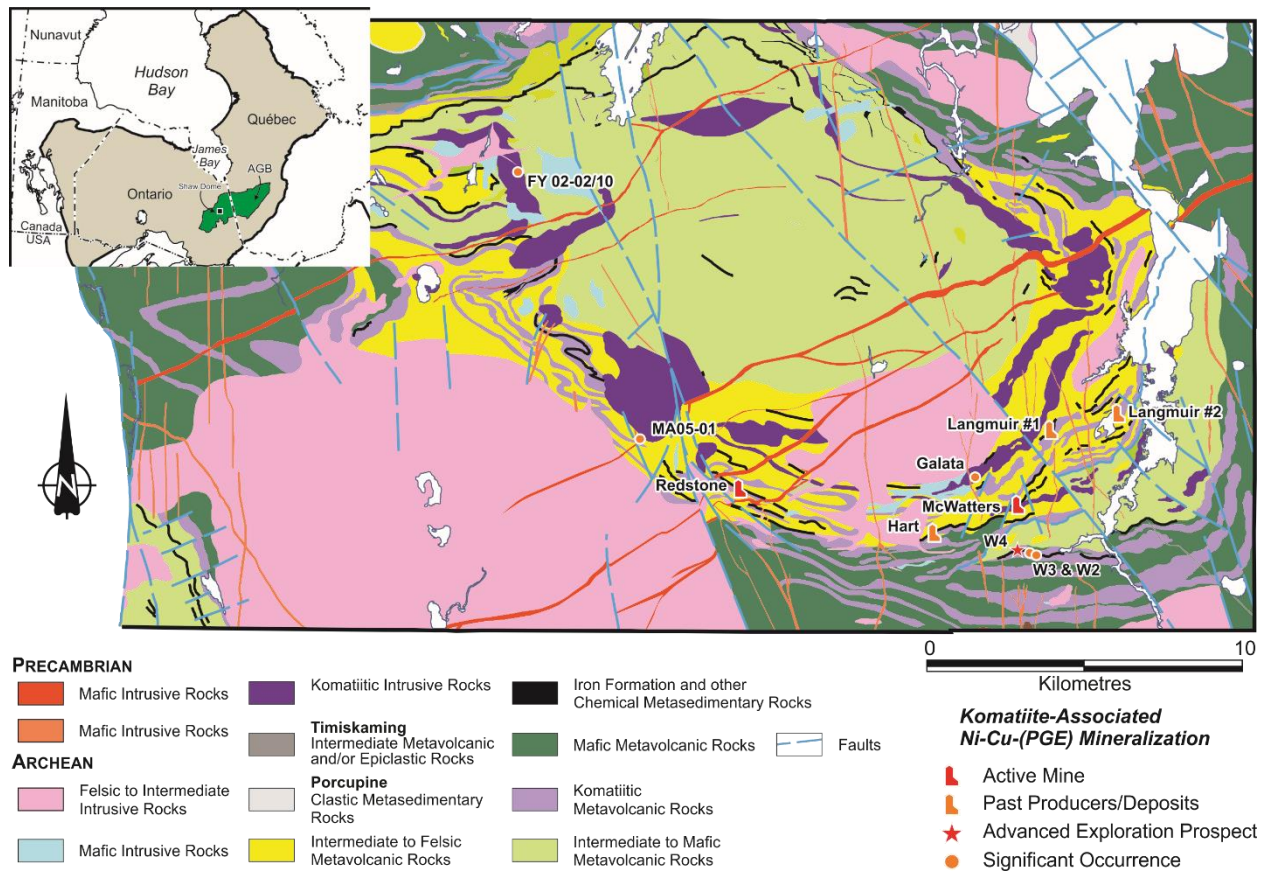 Nunavut
Hudson
Bay
Manitoba
Québec
James
Bay
AGB
Shaw Dome
Ontario
Canada
USA
FY 02-02/10
MA05-01
Langmuir #1
Langmuir #2
Galata
Redstone
McWatters
Hart
W4
W3 & W2
N
0
10
Kilometres
PRECAMBRIAN
Mafic Intrusive Rocks
Mafic Intrusive Rocks
ARCHEAN
Felsic to Intermediate
Intrusive Rocks
Mafic Intrusive Rocks
Komatiitic Intrusive Rocks
Timiskaming
Intermediate Metavolcanic
and/or Epiclastic Rocks
Porcupine
Clastic Metasedimentary
Rocks
Intermediate to Felsic
Metavolcanic Rocks
Iron Formation and other
Chemical Metasedimentary Rocks
Mafic Metavolcanic Rocks
Komatiitic
Metavolcanic Rocks
Intermediate to Mafic
Metavolcanic Rocks
Faults
Komatiite-Associated
Ni-Cu-(PGE) Mineralization
Active Mine
Past Producers/Deposits
Advanced Exploration Prospect
Significant Occurrence